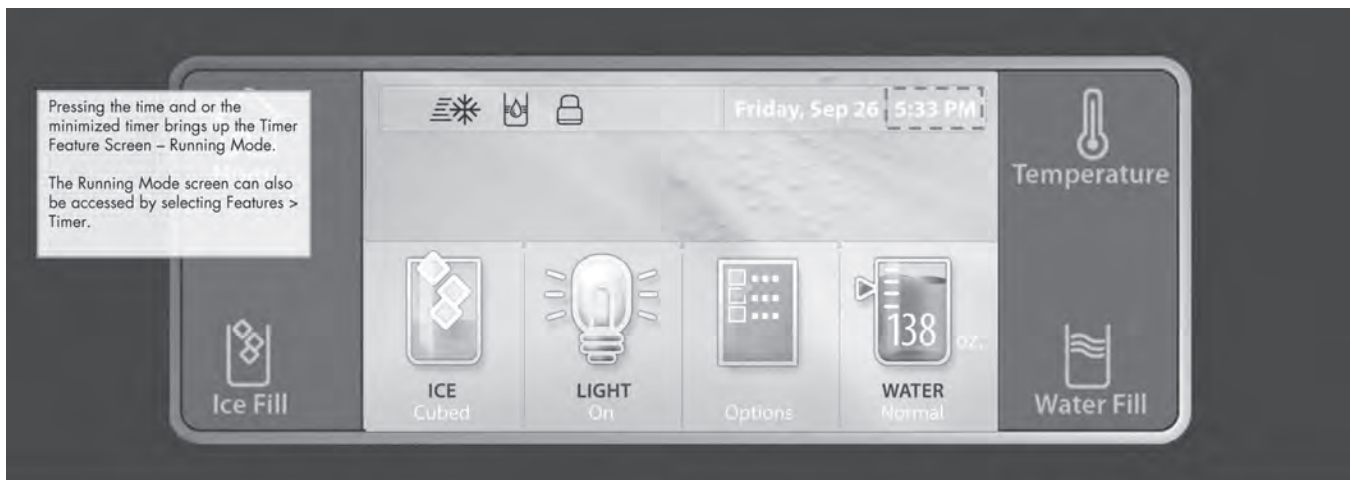 Pressing the time and or the
minimized timer brings up the Timer
Feature Screen – Running Mode.
The Running Mode screen can also
be accessed by selecting Features >
Timer.
Friday, Sep 26 5:33 PM
Temperature
138 oz.
ICE
Cubed
LIGHT
On
Options
WATER
Normal
Ice Fill
Water Fill